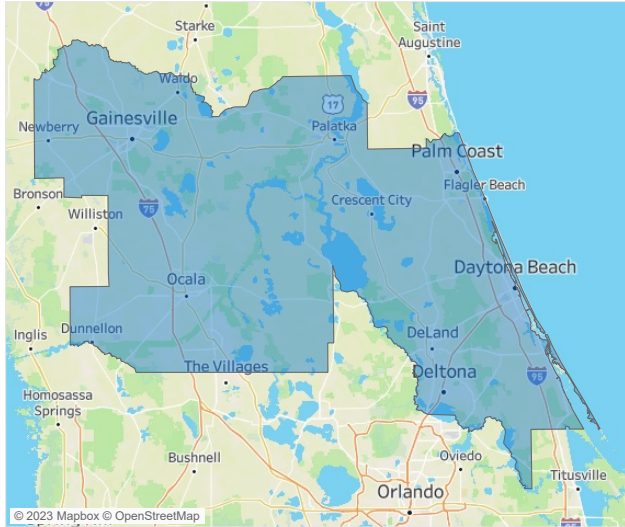 Starke
Saint
Augustine
Waldo
95
17
Gainesville
Newberry
Palatka
Palm Coast
Flagler Beach
Bronson
75
Crescent City
Williston
Daytona Beach
Ocala
Inglis
Dunnellon
DeLand
The Villages
Deltona
95
Homosassa
Springs
Bushnell
Oviedo
Titusville
Orlando
© 2023 Mapbox © OpenStreetMap